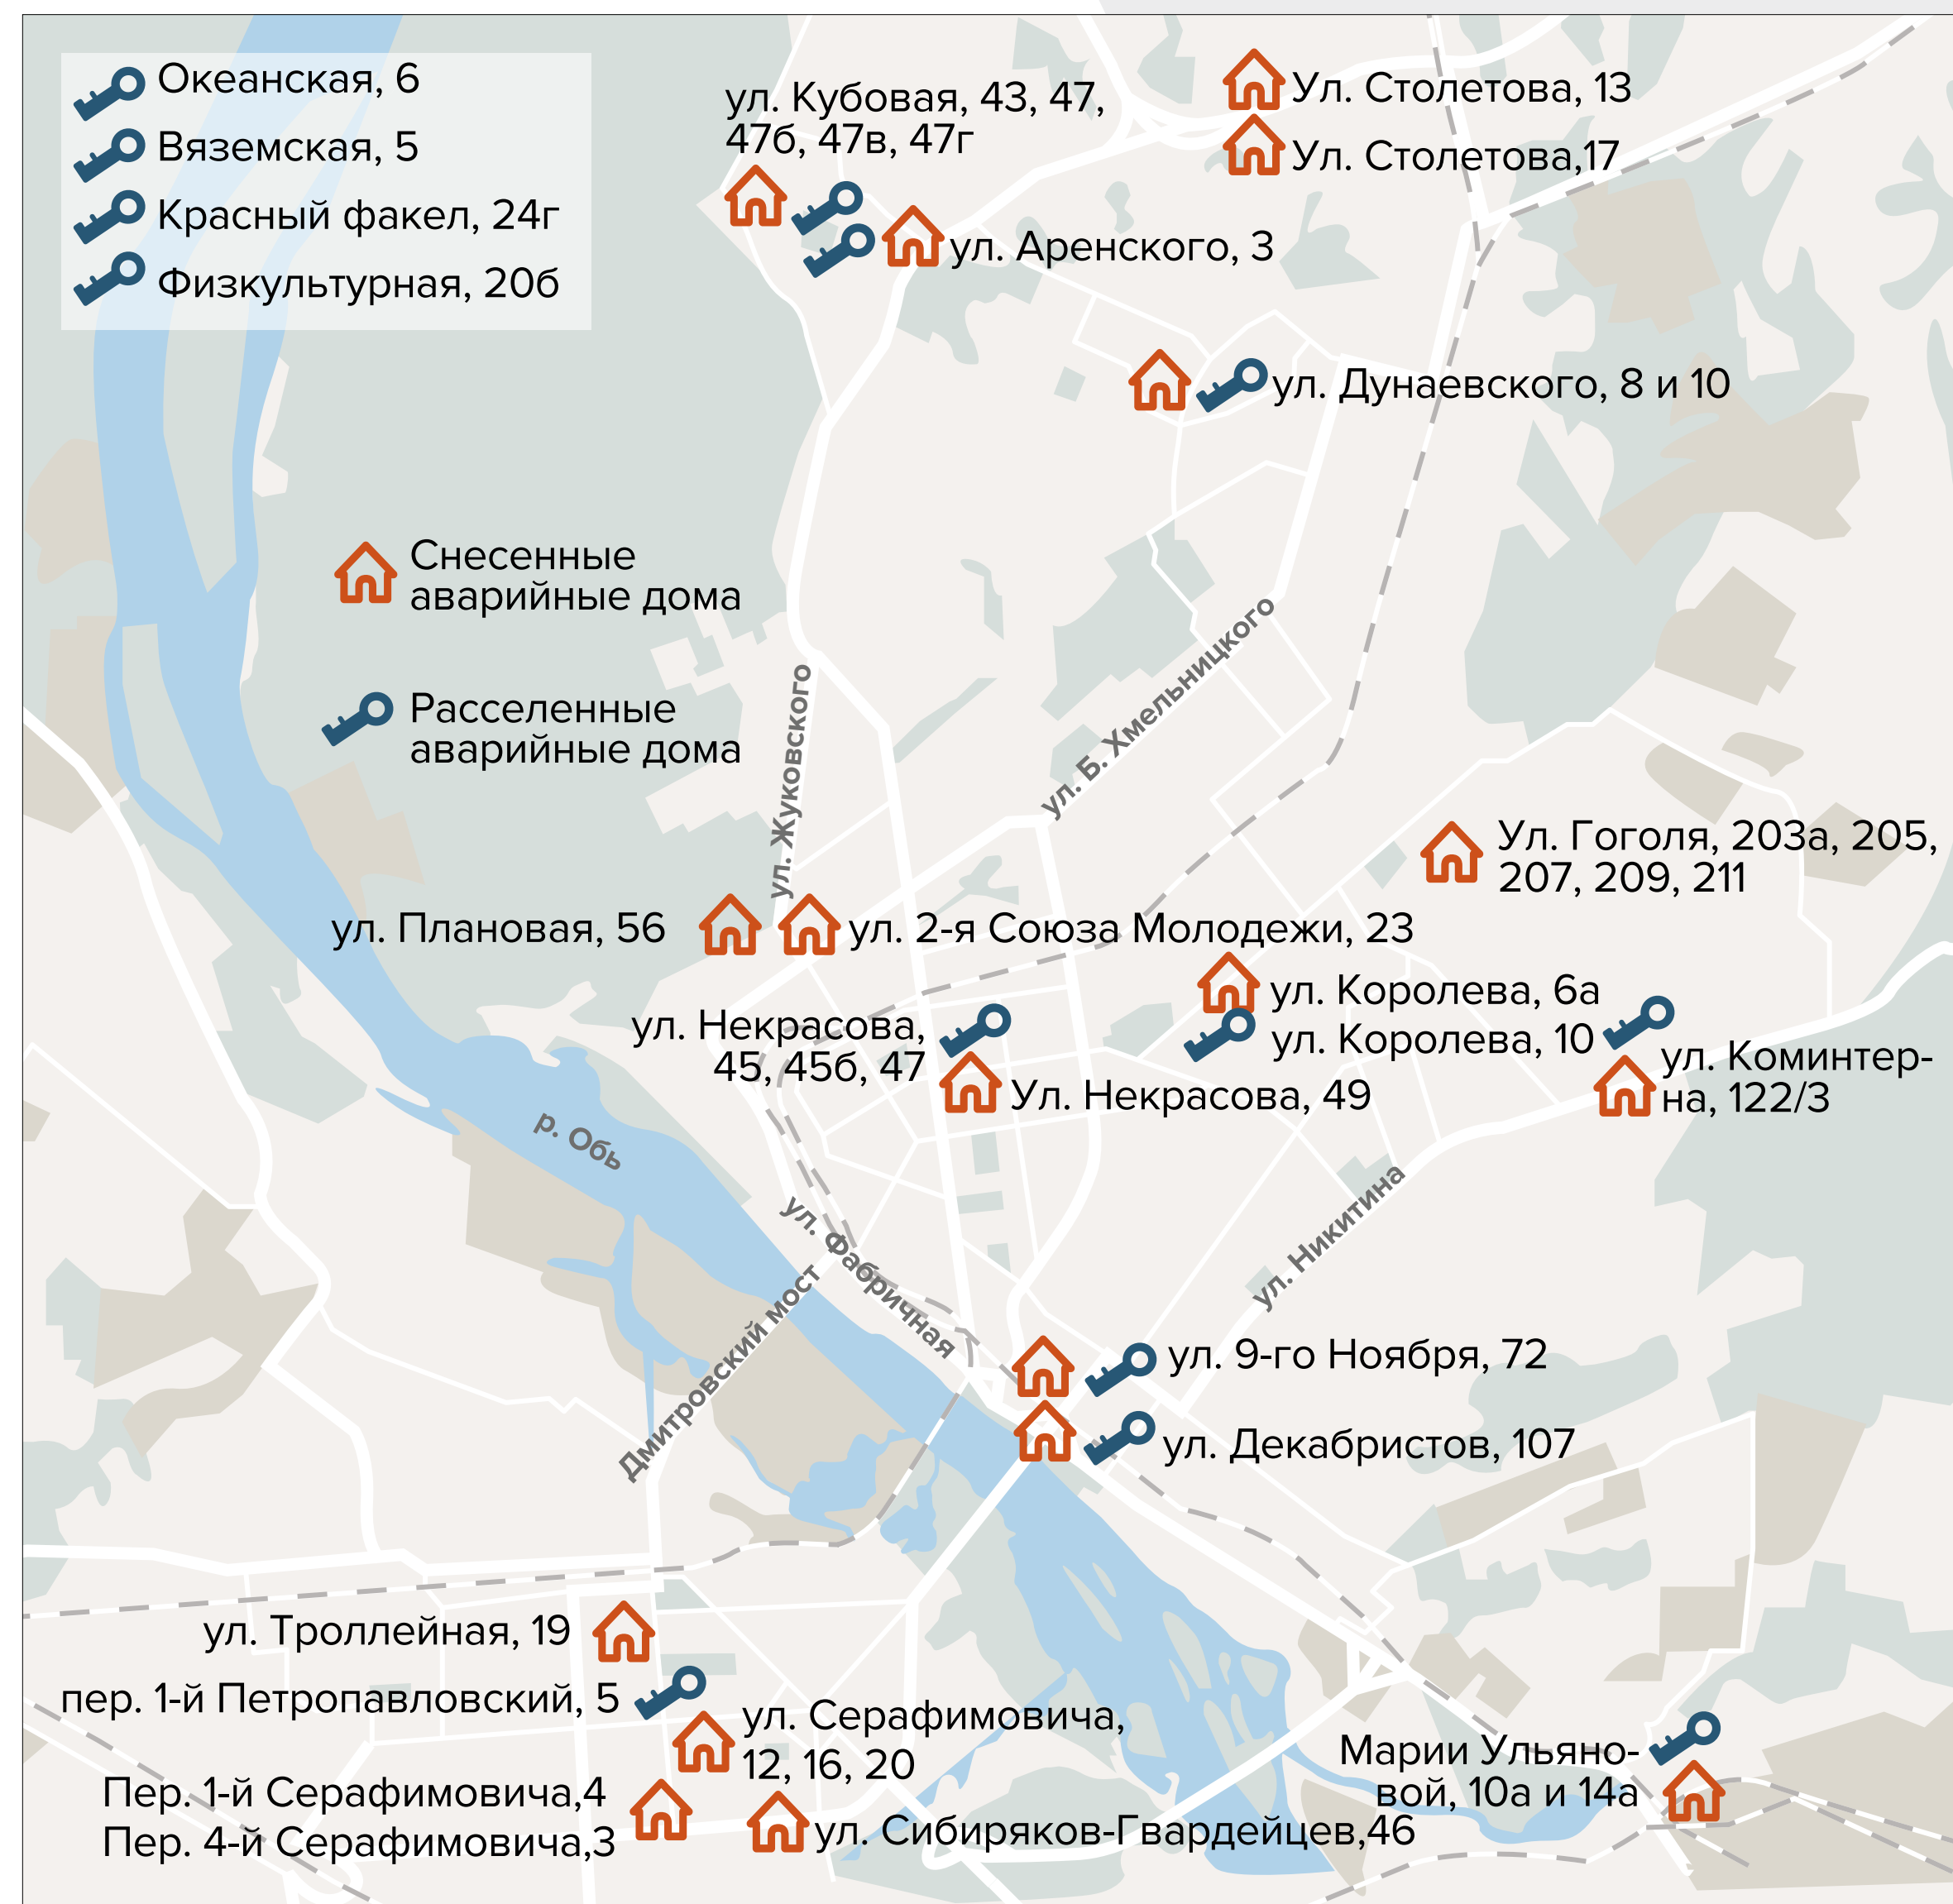 Океанская, 6
Вяземская, 5
Красный факел, 24г
Физкультурная, 20б
ул. Кубовая, 43, 47,
47б, 47в, 47г
Ул. Столетова, 13
Ул. Столетова,17
ул. Аренского, 3
ул. Дунаевского, 8 и 10
Снесенные
аварийные дома
Расселенные
аварийные дома
ул. Жуковского
ул. Б. Хмельницкого
Ул. Гоголя, 203а, 205,
207, 209, 211
ул. Плановая, 56
ул. 2-я Союза Молодежи, 23
ул. Королева, 6а
ул. Королева, 10
ул. Некрасова,
45, 45б, 47
Ул. Некрасова, 49
ул. Коминтер-
на, 122/3
р. Обь
ул. Фабричная
Дмитровский мост
ул. Никитина
ул. 9-го Ноября, 72
ул. Декабристов, 107
ул. Троллейная, 19
пер. 1-й Петропавловский, 5
ул. Серафимовича,
12, 16, 20
Пер. 1-й Серафимовича,4
Пер. 4-й Серафимовича,3
ул. Сибиряков-Гвардейцев,46
Марии Ульяно-
вой, 10а и 14а